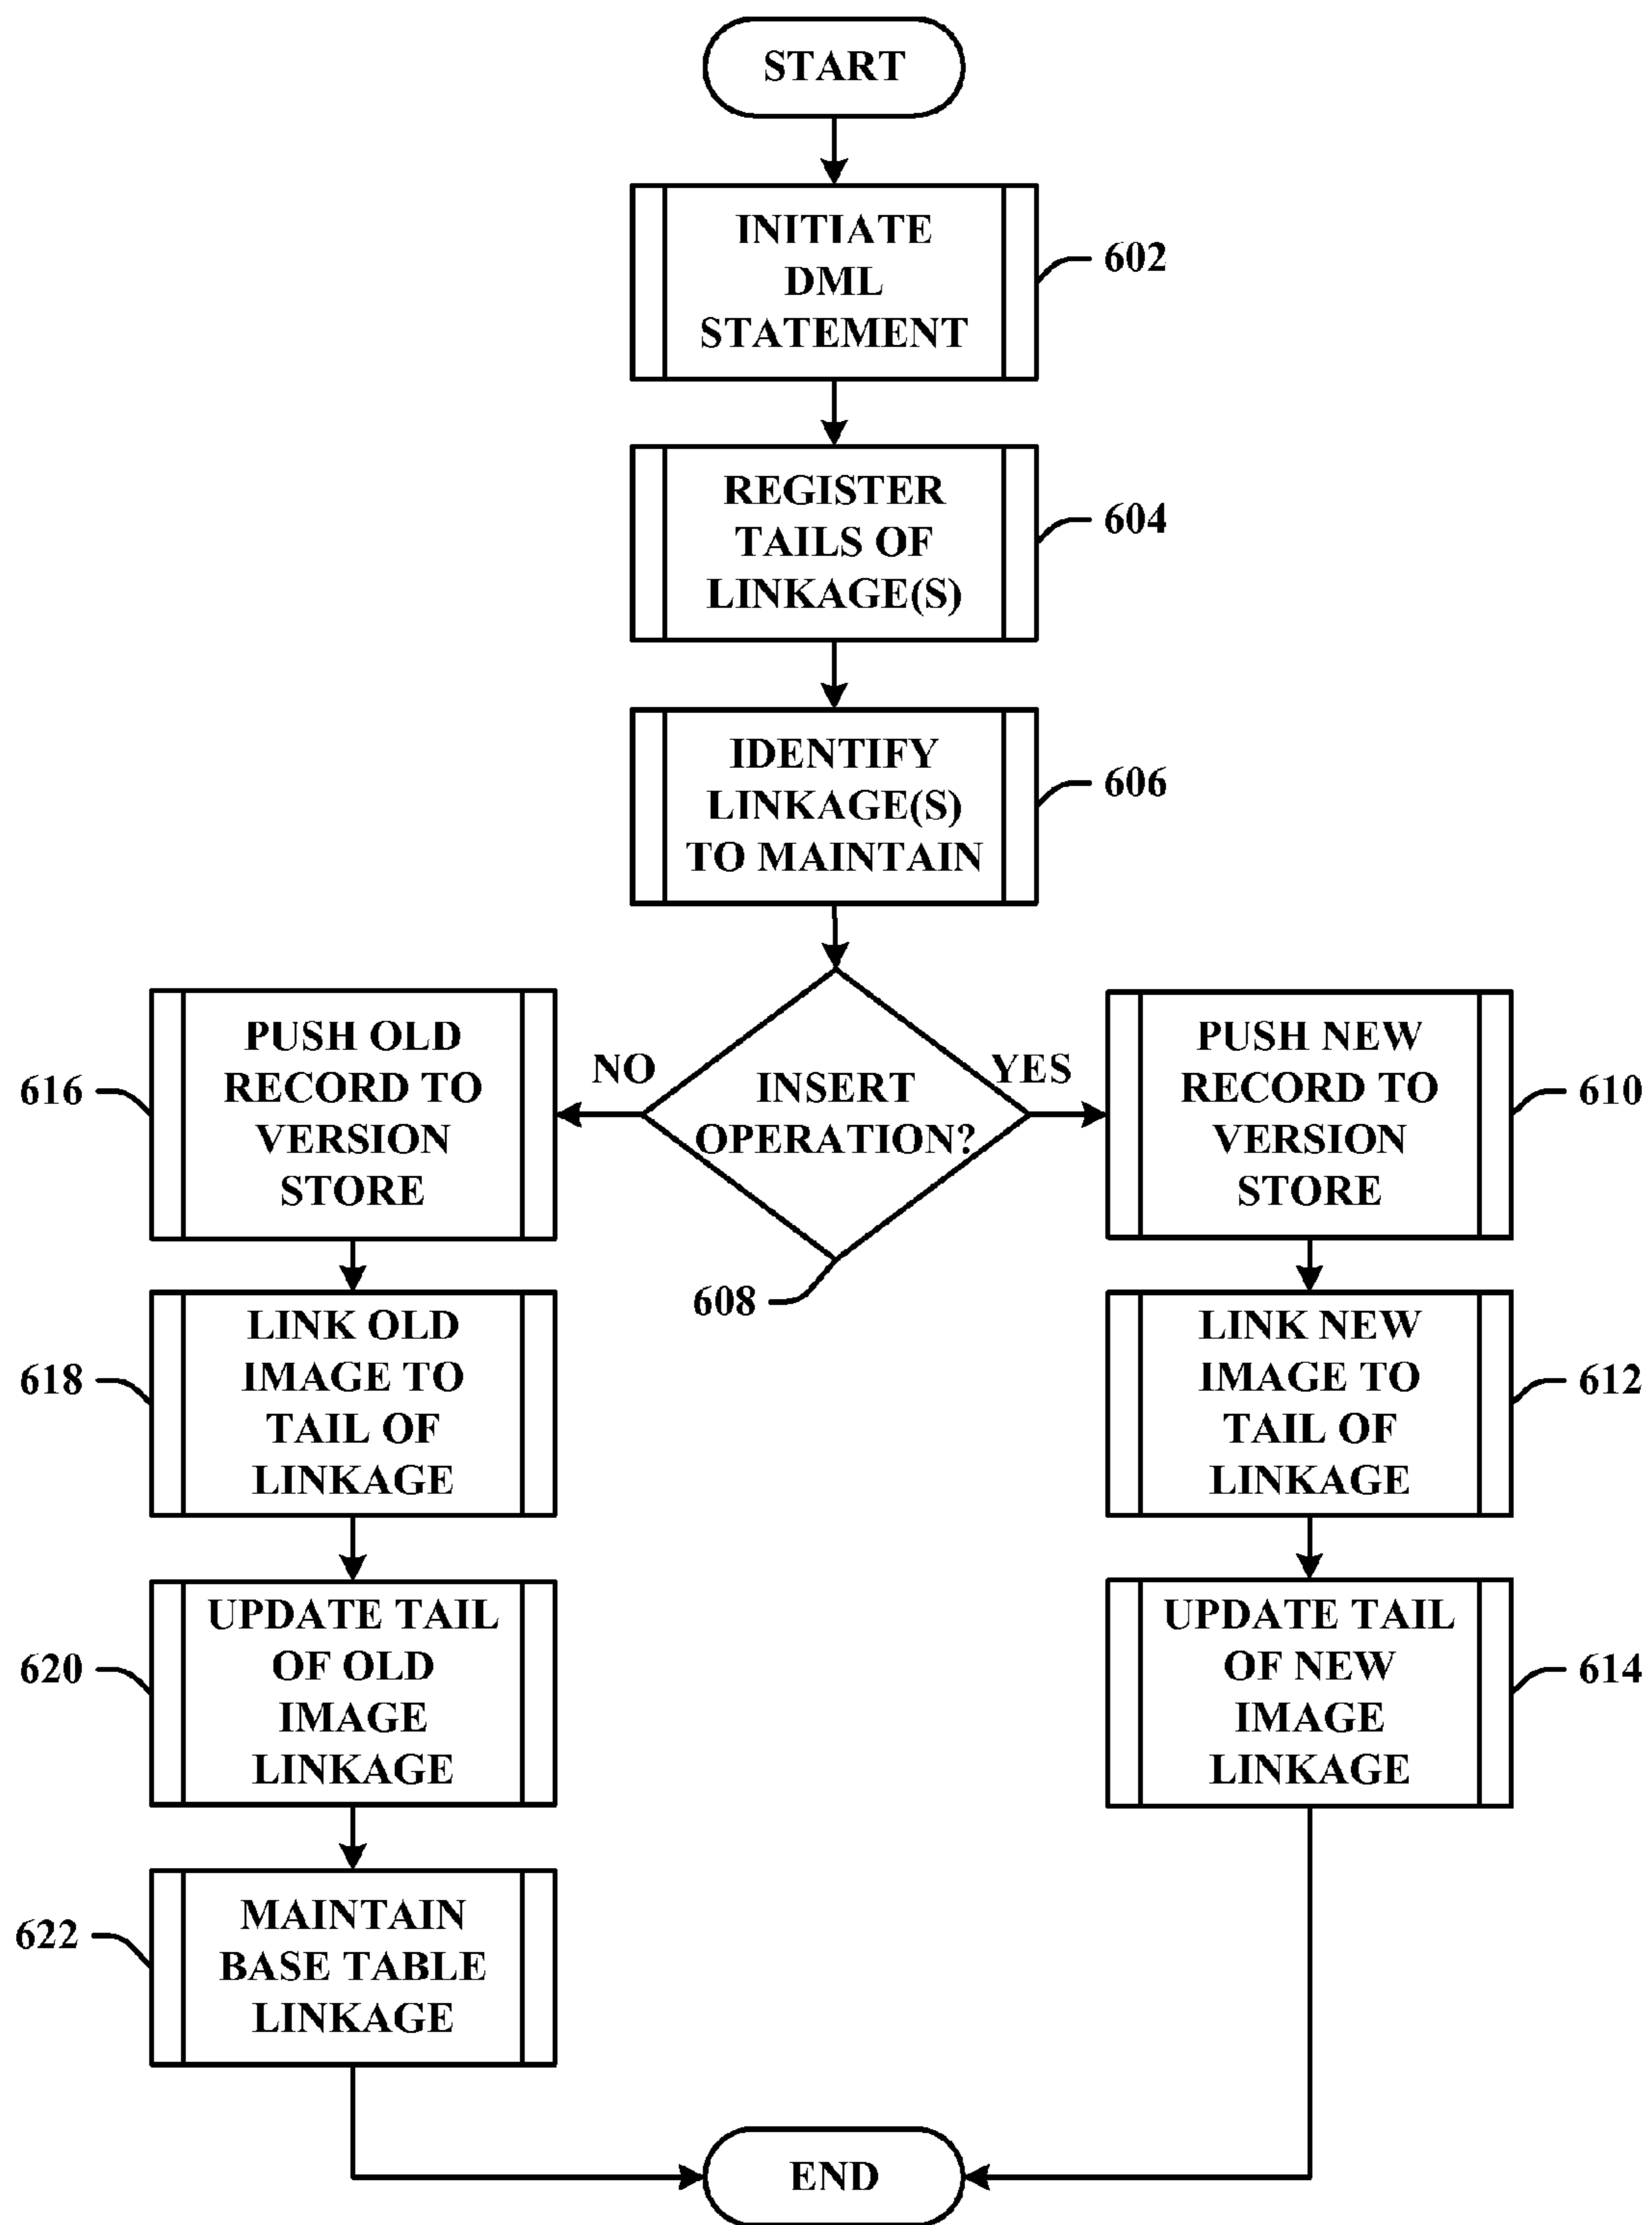 START
INITIATE
DML
STATEMENT
602
REGISTER
TAILS OF
LINKAGE(S)
604
IDENTIFY
LINKAGE(S)
TO MAINTAIN
606
INSERT
OPERATION?
608
NO
YES
PUSH OLD
RECORD TO
VERSION
STORE
616
LINK OLD
IMAGE TO
TAIL OF
LINKAGE
618
UPDATE TAIL
OF OLD
IMAGE
LINKAGE
620
MAINTAIN
BASE TABLE
LINKAGE
622
PUSH NEW
RECORD TO
VERSION
STORE
610
LINK NEW
IMAGE TO
TAIL OF
LINKAGE
612
UPDATE TAIL
OF NEW
IMAGE
LINKAGE
614
END